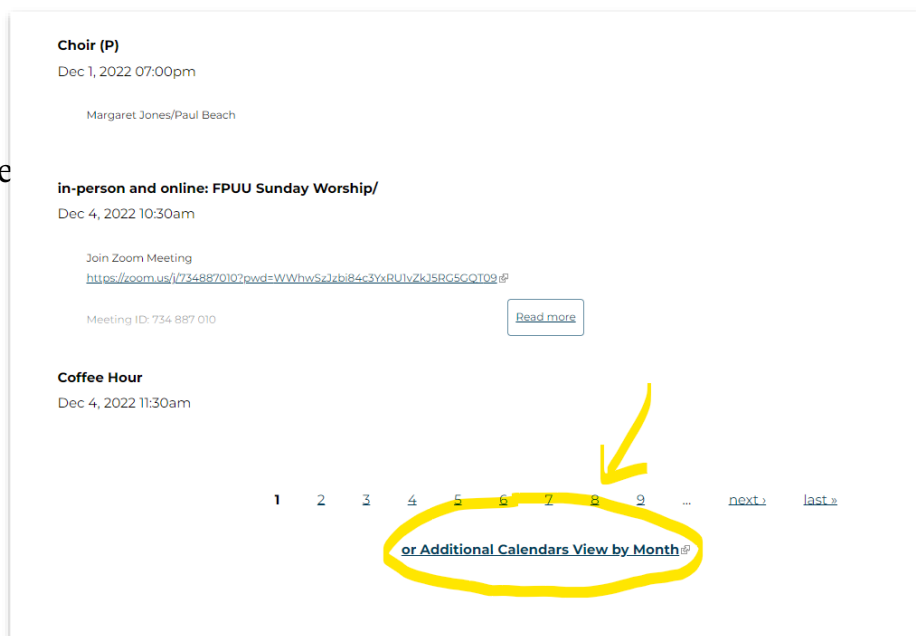 Choir (P)
Dec 1, 2022 07:00pm
Margaret Jones/Paul Beach
e
in-person and online: FPUU Sunday Worship/
Dec 4, 2022 10:30am
Join Zoom Meeting
https://zoom.us/j/734887010?pwd=WWhwSzJzbi84c3YxRU1vZkJ5RG5GQT09
Meeting ID: 734 887 010
Read more
Coffee Hour
Dec 4, 2022 11:30am
1 2 3 4 5 6 7 8 9 ... next › last »
or Additional Calendars View by Month